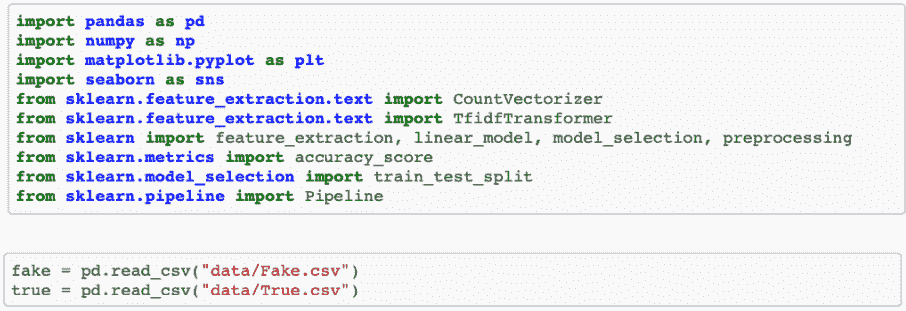 import pandas as pd
import numpy as np
import matplotlib.pyplot as plt
import seaborn as sns
from sklearn.feature_extraction.text import CountVectorizer
from sklearn.feature_extraction.text import TfidfTransformer
from sklearn import feature_extraction, linear_model, model_selection, preprocessing
from sklearn.metrics import accuracy_score
from sklearn.model_selection import train_test_split
from sklearn.pipeline import Pipeline
fake = pd.read_csv("data/Fake.csv")
true = pd.read_csv("data/True.csv")